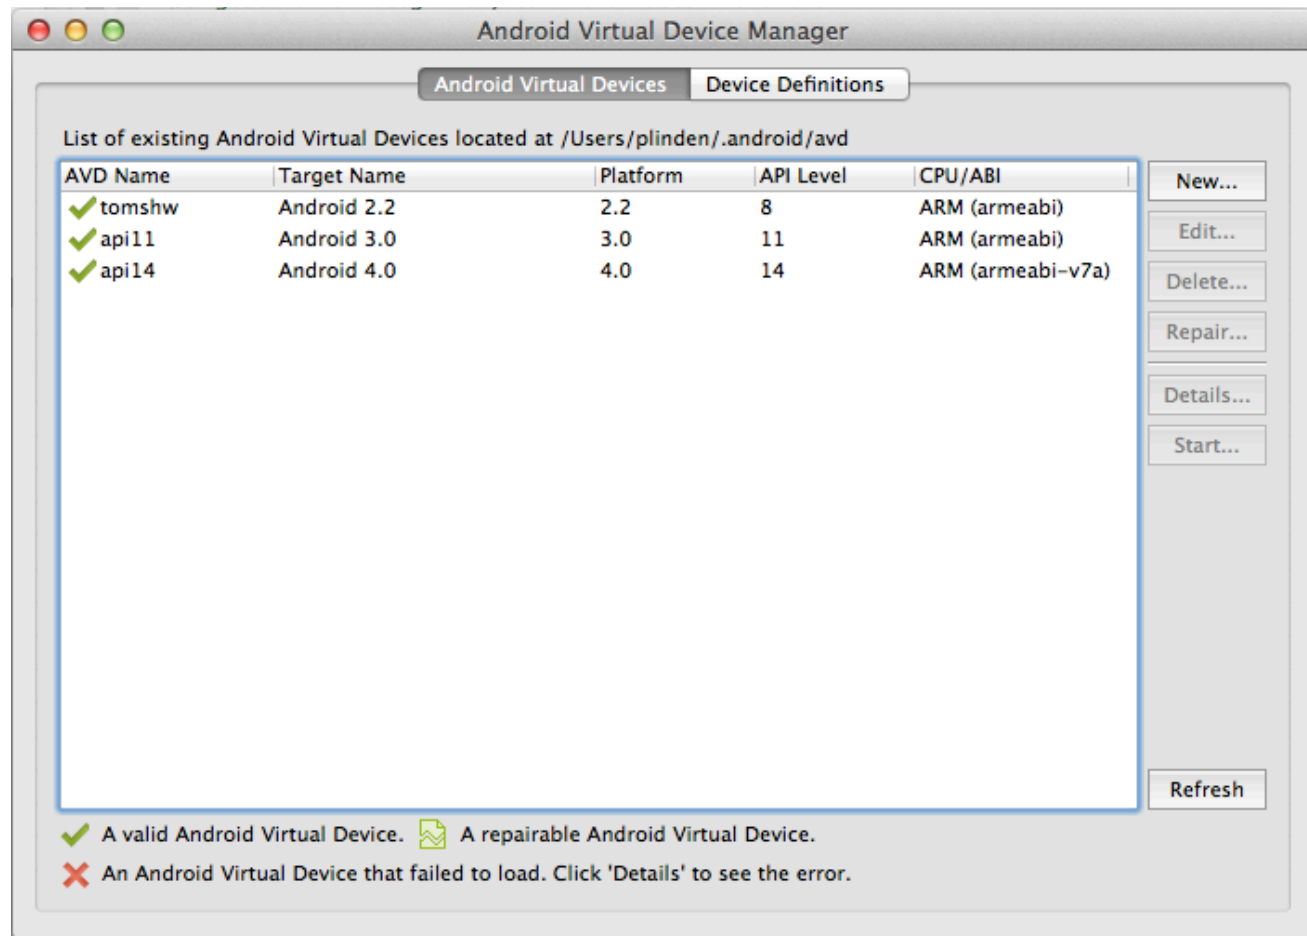 Android Virtual Device Manager
Android Virtual Devices Device Definitions
List of existing Android Virtual Devices located at /Users/plinden/.android/avd
AVD Name Target Name Platform API Level CPU/ABI
tomshw Android 2.2 2.2 8 ARM (armeabi)
api11 Android 3.0 3.0 11 ARM (armeabi)
api14 Android 4.0 4.0 14 ARM (armeabi-v7a)
New...
Edit...
Delete...
Repair...
Details...
Start...
Refresh
A valid Android Virtual Device. A repairable Android Virtual Device.
An Android Virtual Device that failed to load. Click 'Details' to see the error.